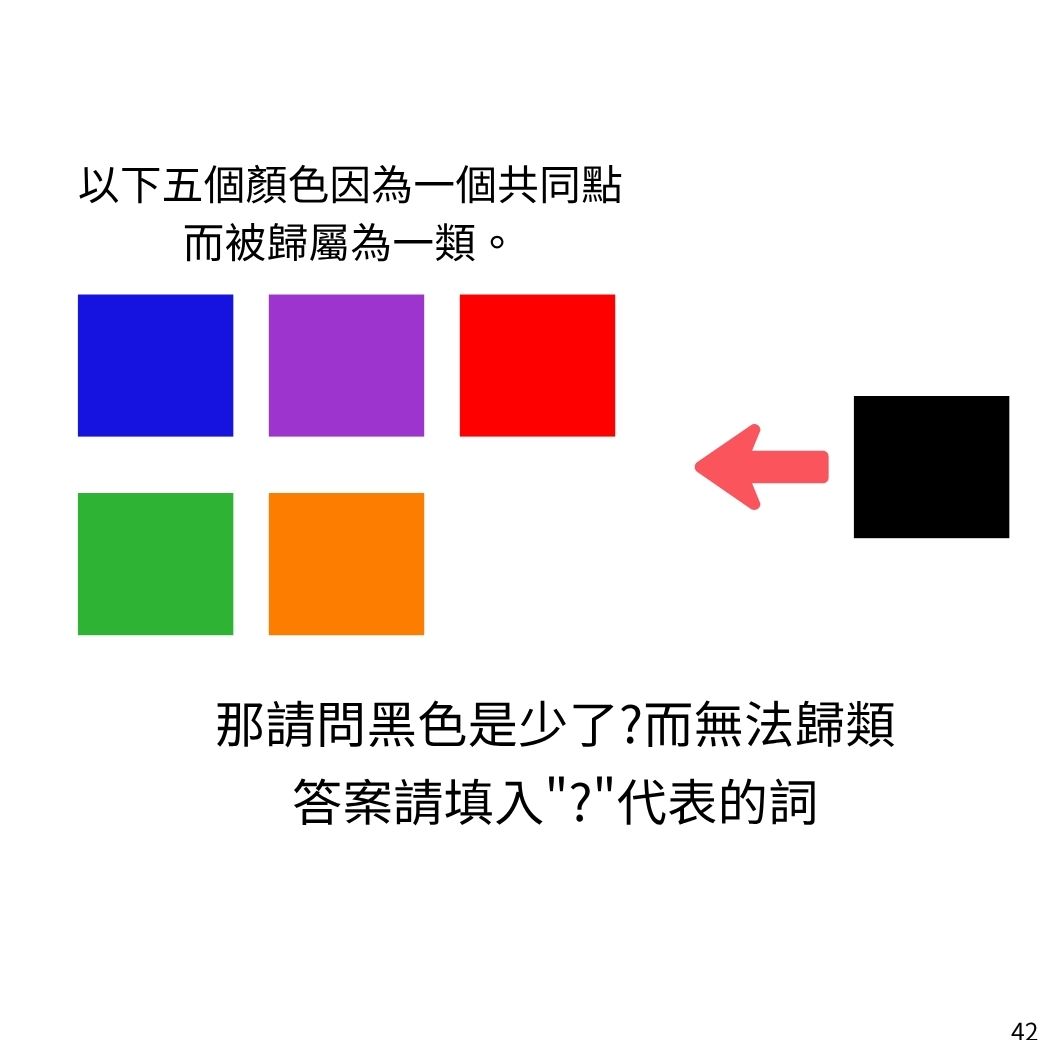 以下五個顏色因為一個共同點
而被歸屬為一類。
那請問黑色是少了?而無法歸類
答案請填入"?"代表的詞
42